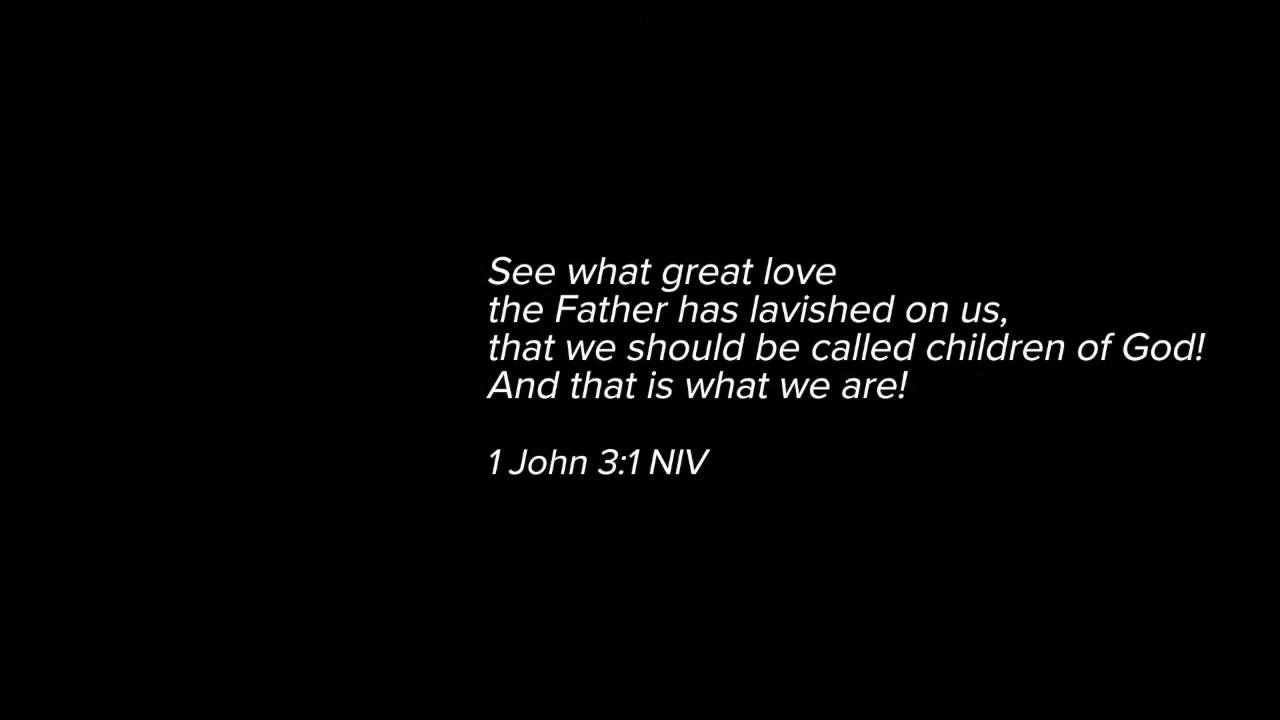 See what great love
the Father has lavished on us,
that we should be called children of God!
And that is what we are!
1 John 3:1 NIV